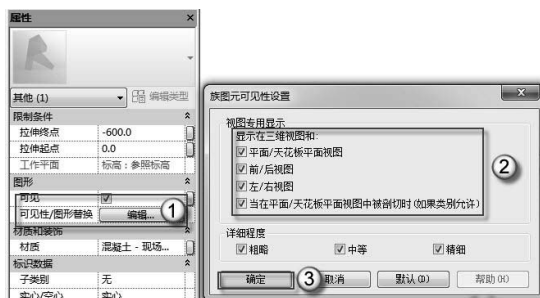 属性
其他 (1)
编辑类型
限制条件
拉伸终点 -600.0
拉伸起点 0.0
工作平面 标高：参照标高
图形
可见
可见性/图形替换 编辑...
①
材质和装饰
材质 混凝土 - 现场...
标识数据
子类别 无
实心/空心 实心
族图元可见性设置
视图专用显示
显示在三维视图和:
平面/天花板平面视图
前/后视图
左/右视图
当在平面/天花板平面视图中被剖切时(如果类别允许)
②
详细程度
粗略 中等 精细
确定 ③ 取消 默认(D) 帮助(H)